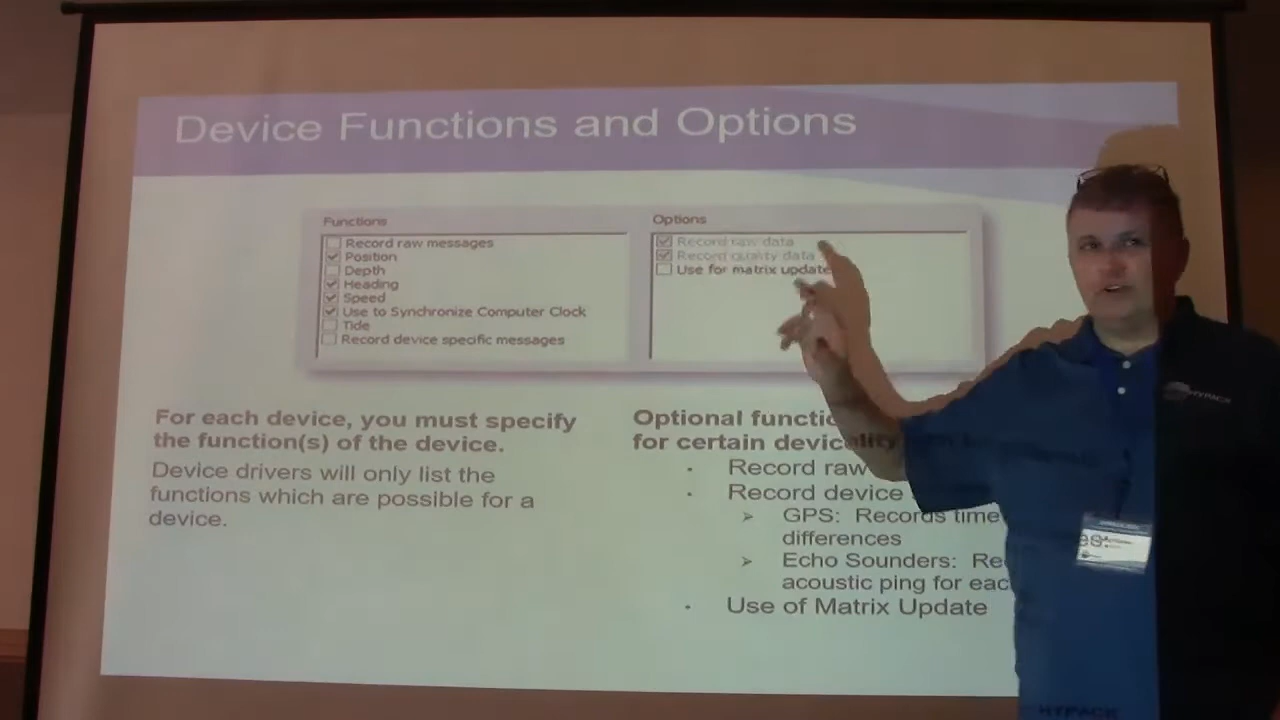 Device Functions and Options
Functions
Record raw messages
Position
Depth
Heading
Speed
Use to Synchronize Computer Clock
Tide
Record device specific messages
Options
Record raw data
Record quality data
Use for matrix update
For each device, you must specify
the function(s) of the device.
Device drivers will only list the
functions which are possible for a
device.
Optional
for certain
Record raw
Record device
GPS: Records time
differences
Echo Sounders:
acoustic ping for
Use of Matrix Update
HYPACK
HYPACK